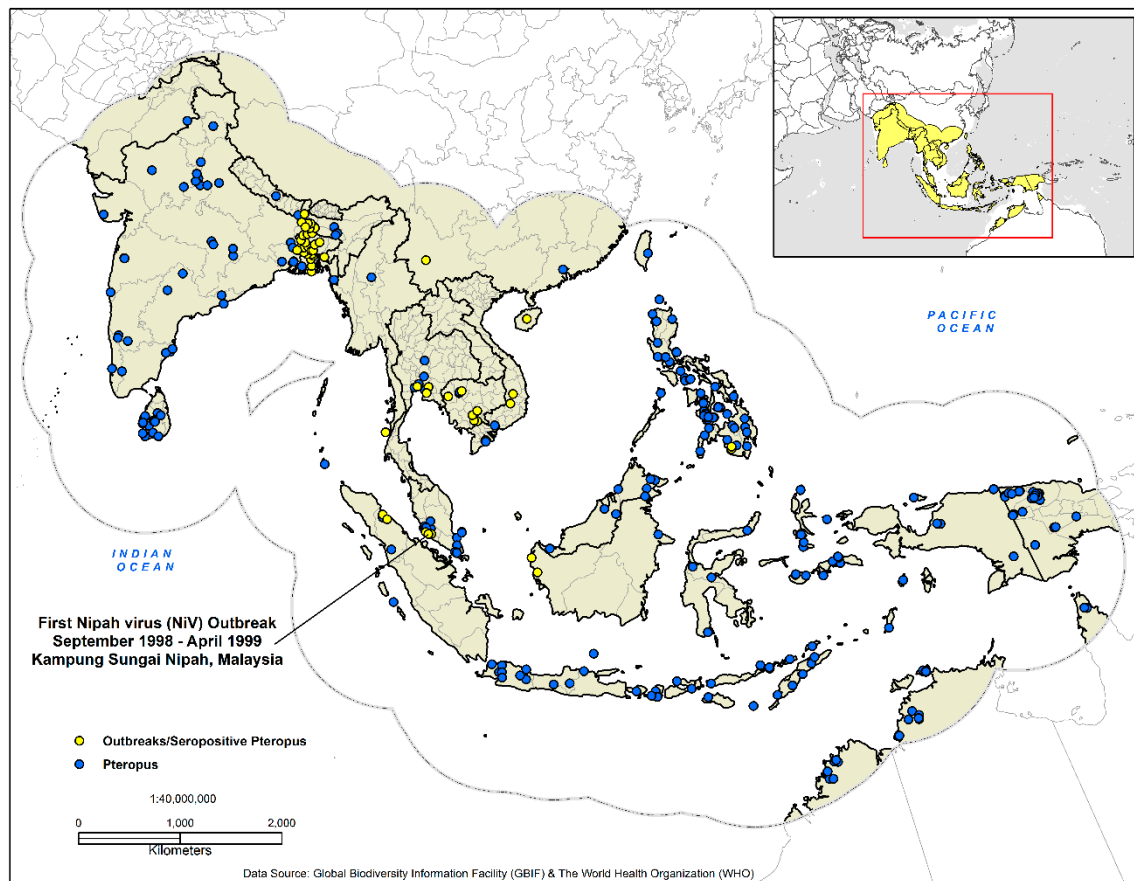 PACIFIC
OCEAN
INDIAN
OCEAN
First Nipah virus (NiV) Outbreak
September 1998 - April 1999
Kampung Sungai Nipah, Malaysia
Outbreaks/Seropositive Pteropus
Pteropus
1:40,000,000
0 1,000 2,000
Kilometers
Data Source: Global Biodiversity Information Facility (GBIF) & The World Health Organization (WHO)